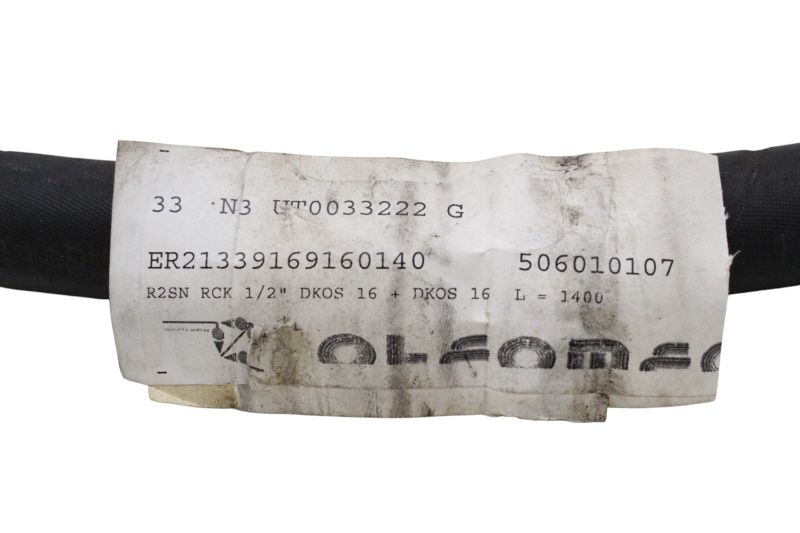 33 N3 UT0033222 G
ER21339169160140 506010107
R2SN RCK 1/2" DKOS 16 + DKOS 16 L = 1400